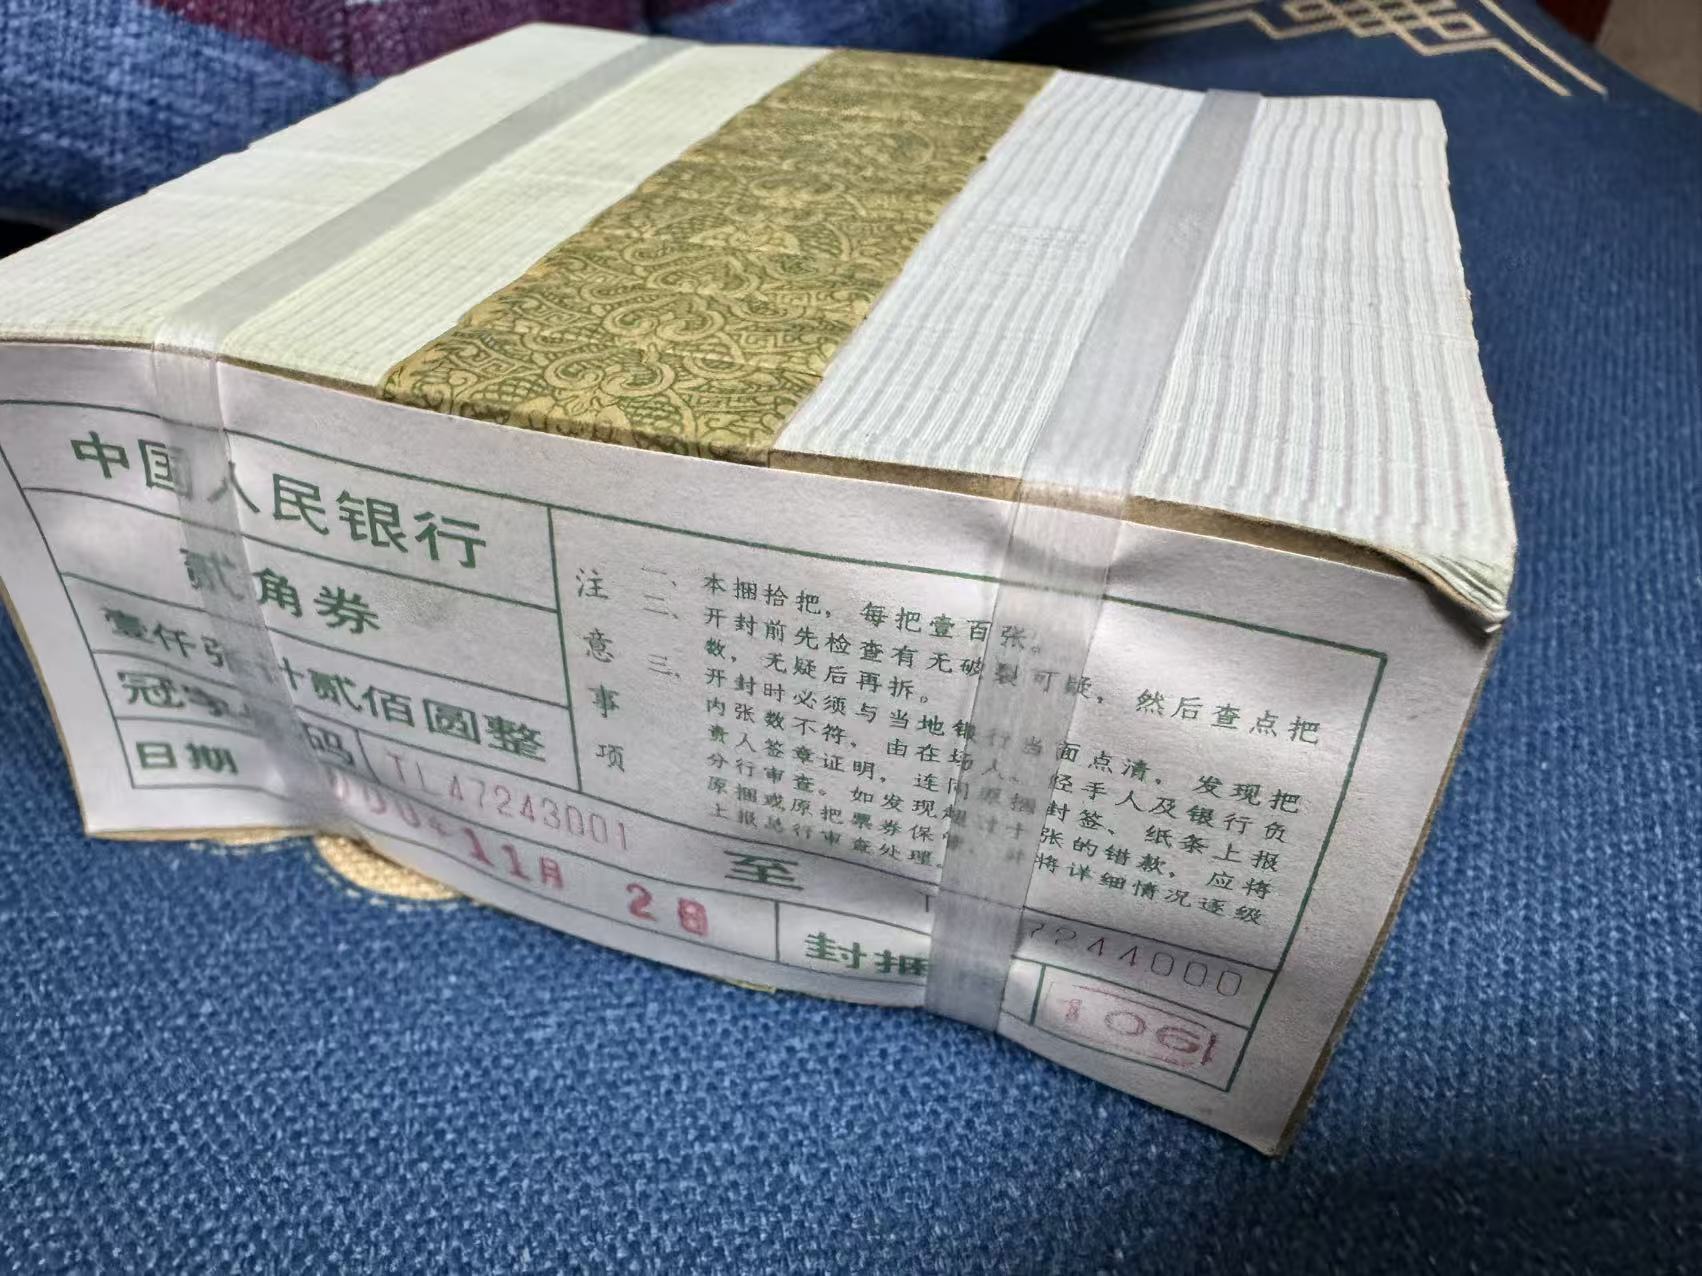 中国人民银行
贰角券
壹仟张计贰佰圆整
冠字号码 TL47243001 至 7244000
日期 11月 28
封捆
1061
注意事项
一、本捆拾把，每把壹百张。
二、开封前先检查有无破裂可疑，然后查点把
数，无疑后再拆。
三、开封时必须与当地银行当面点清，发现把
内张数不符，由在场人、经手人及银行负
责人签章证明，连同原捆封签、纸条上报
分行审查。如发现超过十张的错款，应将
原捆或原把票券保管，并将详细情况逐级
上报总行审查处理。